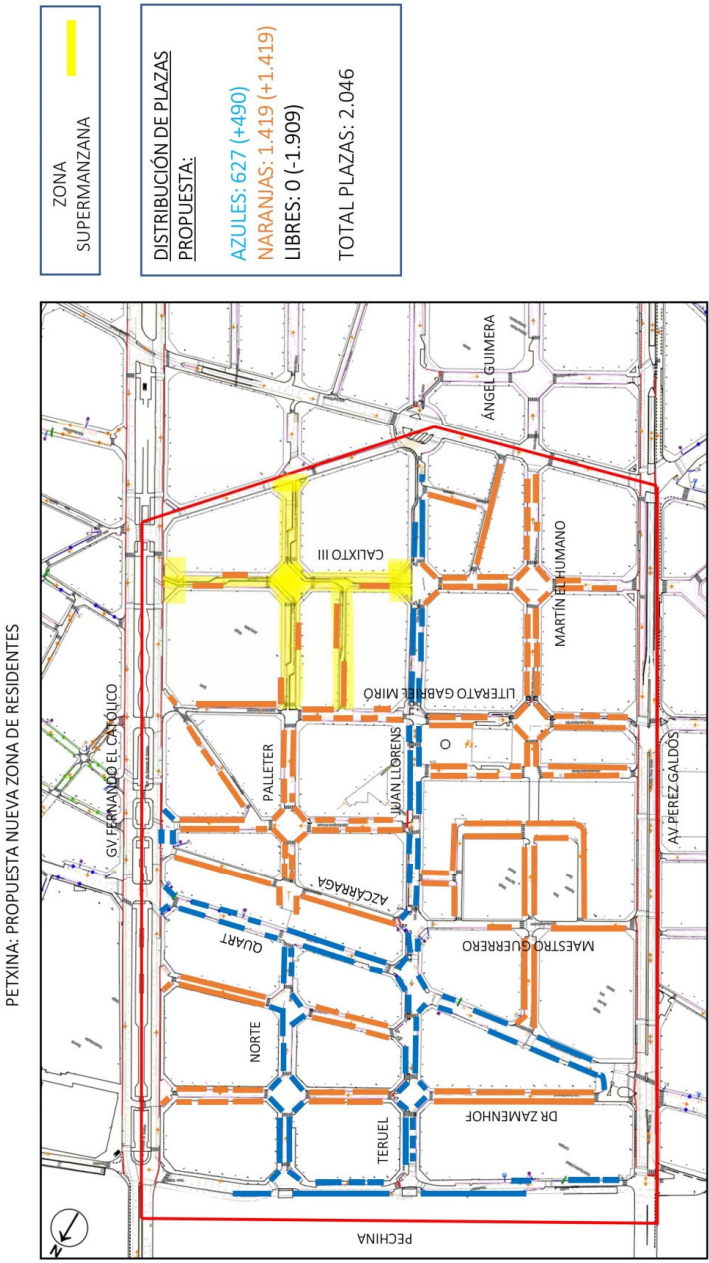 PETXINA: PROPUESTA NUEVA ZONA DE RESIDENTES
ZONA
SUPERMANZANA
DISTRIBUCIÓN DE PLAZAS
PROPUESTA:
AZULES: 627 (+490)
NARANJAS: 1.419 (+1.419)
LIBRES: 0 (-1.909)
TOTAL PLAZAS: 2.046
N
GV. FERNANDO EL CATÓLICO
CALIXTO III
PALLETER
LITERATO GABRIEL MIRÓ
JUAN LLORENS
ÁNGEL GUIMERA
MARTÍN EL HUMANO
AZCÁRRAGA
QUART
NORTE
TERUEL
MAESTRO GUERRERO
DR ZAMENHOF
AV. PEREZ GALDÓS
PECHINA